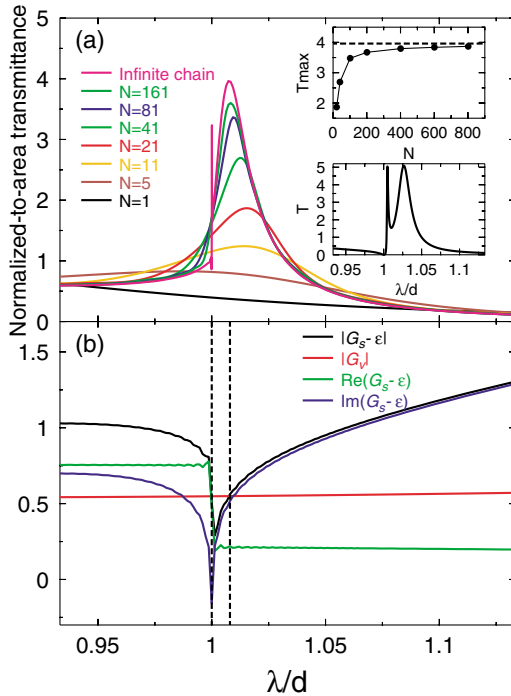 (a)
Normalized-to-area transmittance
5
4
3
2
1
0
Infinite chain
N=161
N=81
N=41
N=21
N=11
N=5
N=1
Tmax
4
3
2
0 200 400 600 800
N
T
5
4
3
2
1
0
0.95 1 1.05 1.1
λ/d
(b)
1.5
1
0.5
0
|Gs-ε|
|Gv|
Re(Gs-ε)
Im(Gs-ε)
0.95 1 1.05 1.1
λ/d